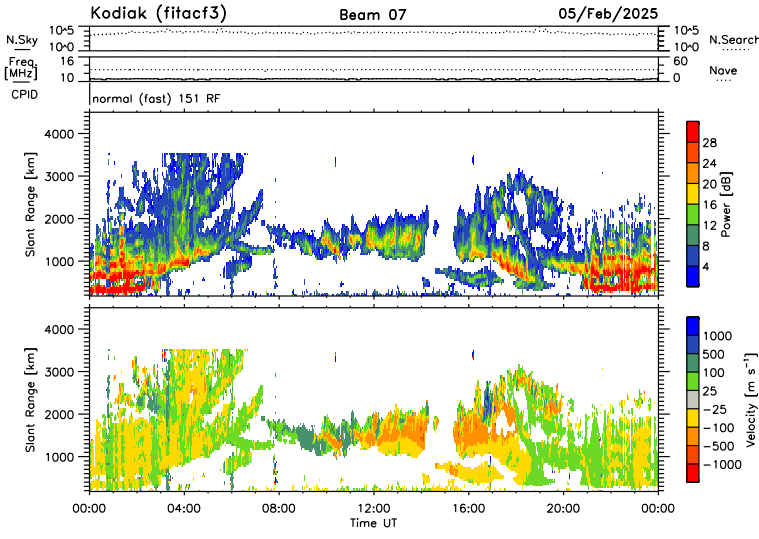 Kodiak (fitacf3) Beam 07 05/Feb/2025
N.Sky 10^5 10^5 N.Search
10^0 10^0
Freq. 16 60 Nave
[MHz] 10 0
CPID normal (fast) 151 RF
Slant Range [km]
4000
3000
2000
1000
Power [dB]
28
24
20
16
12
8
4
Slant Range [km]
4000
3000
2000
1000
Velocity [m s⁻¹]
1000
500
100
25
−25
−100
−500
−1000
00:00 04:00 08:00 12:00 16:00 20:00 00:00
Time UT